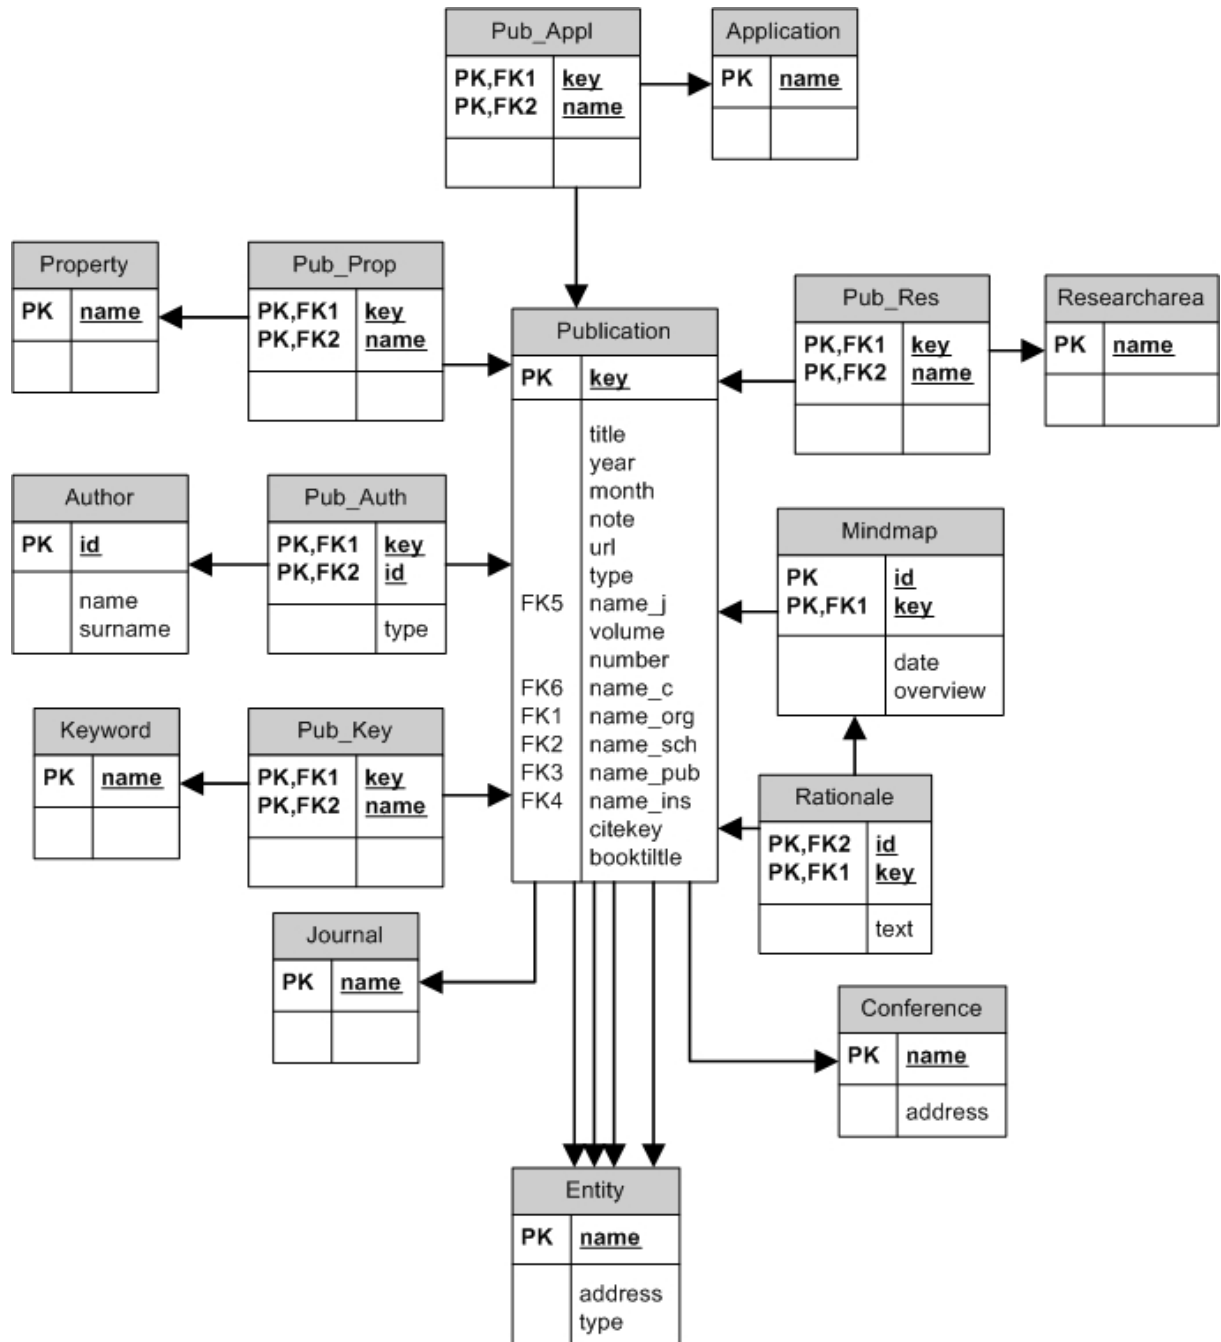 Pub_Appl
PK,FK1 key
PK,FK2 name
Application
PK name
Property
PK name
Pub_Prop
PK,FK1 key
PK,FK2 name
Publication
PK key
title
year
month
note
url
type
FK5 name_j
volume
number
FK6 name_c
FK1 name_org
FK2 name_sch
FK3 name_pub
FK4 name_ins
citekey
booktiltle
Pub_Res
PK,FK1 key
PK,FK2 name
Researcharea
PK name
Author
PK id
name
surname
Pub_Auth
PK,FK1 key
PK,FK2 id
type
Mindmap
PK id
PK,FK1 key
date
overview
Keyword
PK name
Pub_Key
PK,FK1 key
PK,FK2 name
Rationale
PK,FK2 id
PK,FK1 key
text
Journal
PK name
Conference
PK name
address
Entity
PK name
address
type